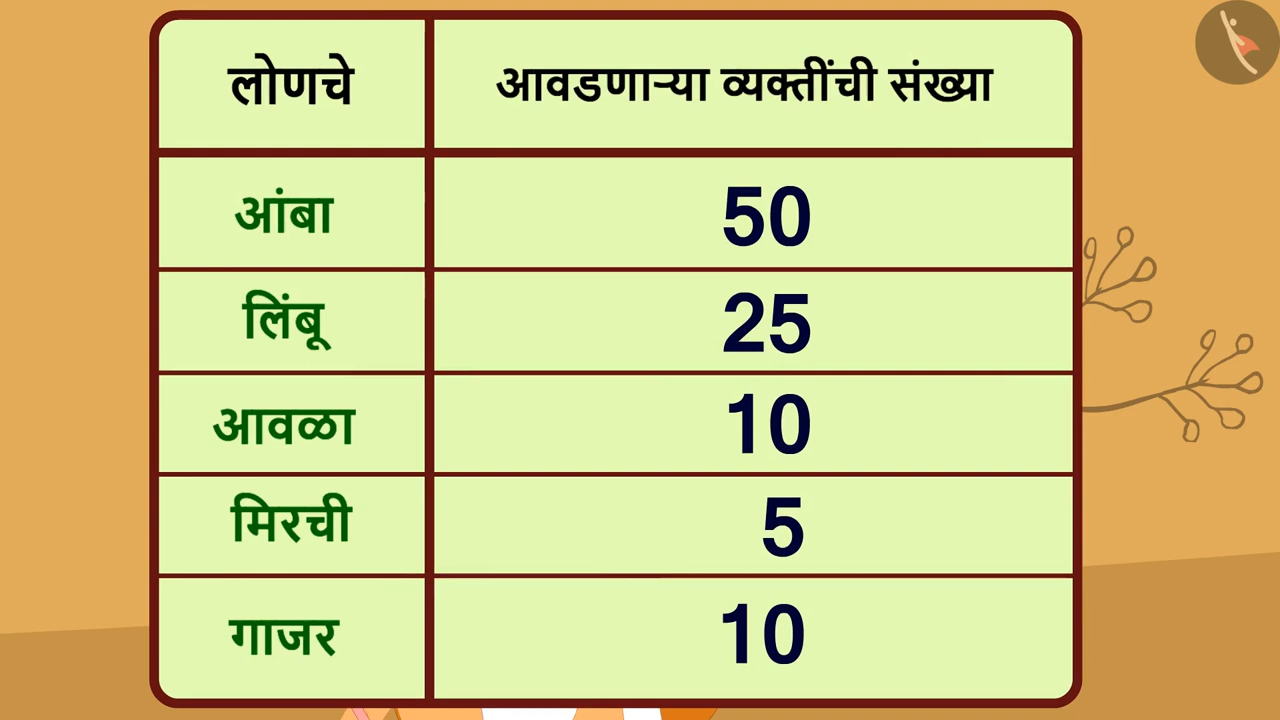 लोणचे आवडणाऱ्या व्यक्तींची संख्या
आंबा 50
लिंबू 25
आवळा 10
मिरची 5
गाजर 10